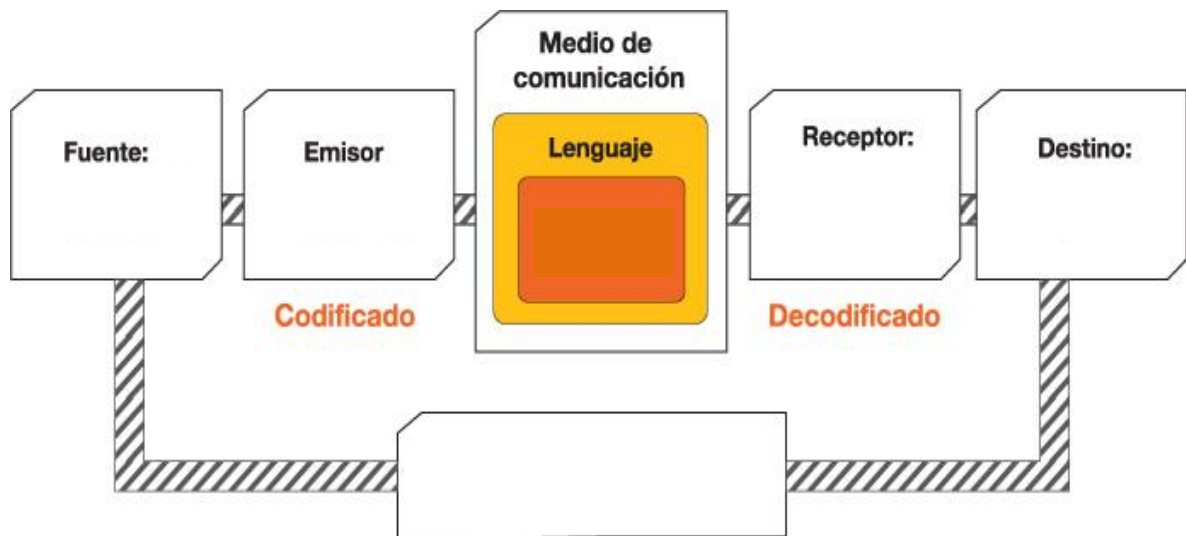 Medio de
comunicación
Fuente:
Emisor
Lenguaje
Receptor:
Destino:
Codificado
Decodificado